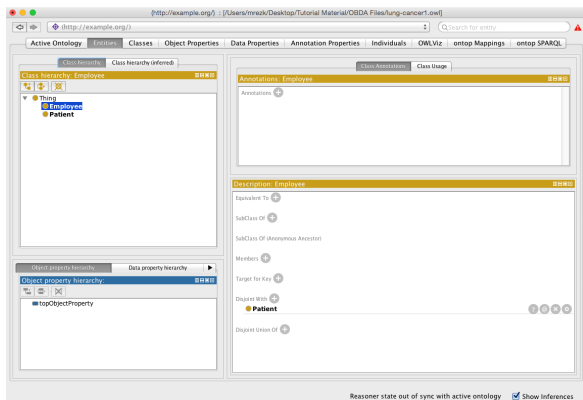 (http://example.org/) : [/Users/mrezk/Desktop/Tutorial Material/OBDA Files/lung-cancer1.owl]
(http://example.org/)
Search for entity
Active Ontology Entities Classes Object Properties Data Properties Annotation Properties Individuals OWLViz ontop Mappings ontop SPARQL
Class hierarchy Class hierarchy (inferred)
Class hierarchy: Employee
Thing
Employee
Patient
Object property hierarchy Data property hierarchy
Object property hierarchy:
topObjectProperty
Class Annotations Class Usage
Annotations: Employee
Annotations
Description: Employee
Equivalent To
SubClass Of
SubClass Of (Anonymous Ancestor)
Members
Target for Key
Disjoint With
Patient
Disjoint Union Of
Reasoner state out of sync with active ontology Show Inferences